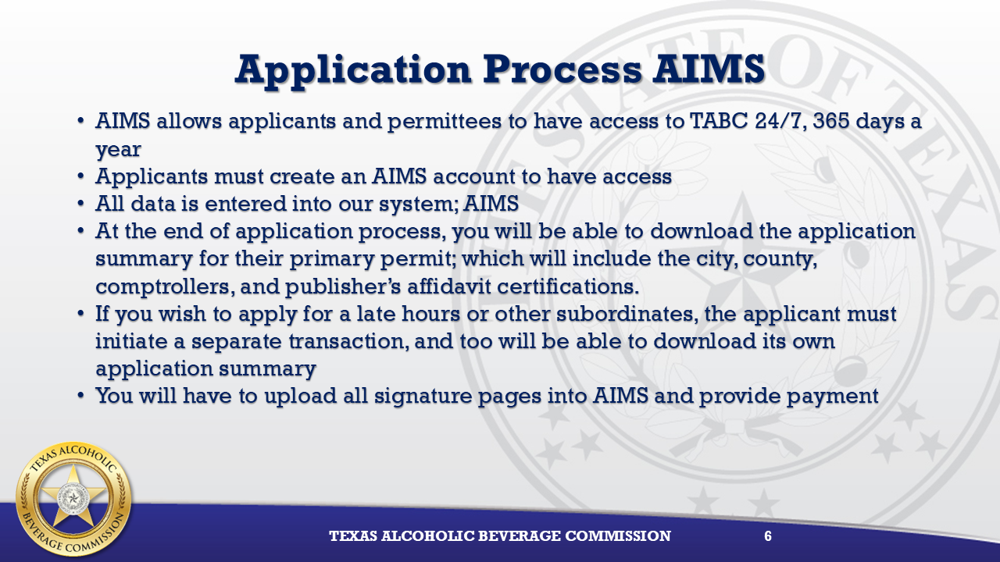 Application Process AIMS
• AIMS allows applicants and permittees to have access to TABC 24/7, 365 days a
year
• Applicants must create an AIMS account to have access
• All data is entered into our system; AIMS
• At the end of application process, you will be able to download the application
summary for their primary permit; which will include the city, county,
comptrollers, and publisher’s affidavit certifications.
• If you wish to apply for a late hours or other subordinates, the applicant must
initiate a separate transaction, and too will be able to download its own
application summary
• You will have to upload all signature pages into AIMS and provide payment
THE STATE OF TEXAS
TEXAS ALCOHOLIC
BEVERAGE COMMISSION
TEXAS ALCOHOLIC BEVERAGE COMMISSION 6